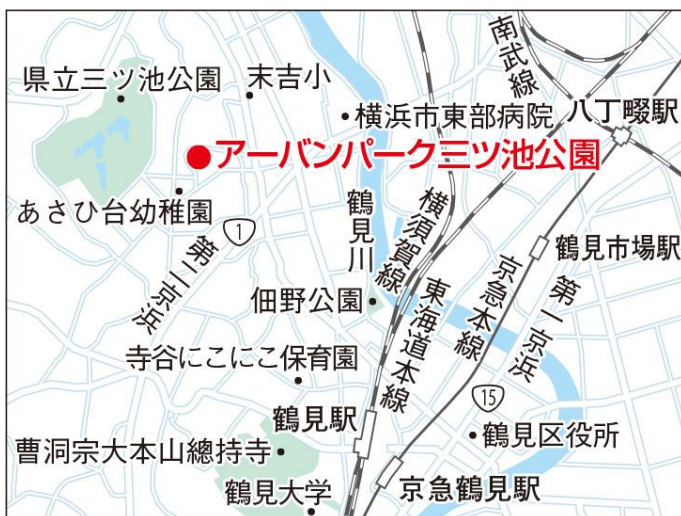 県立三ツ池公園
末吉小
南武線
横浜市東部病院
八丁畷駅
アーバンパーク三ツ池公園
あさひ台幼稚園
1
第二京浜
鶴見川
横須賀線
鶴見市場駅
佃野公園
東海道本線
京急本線
第一京浜
寺谷にこにこ保育園
15
鶴見駅
鶴見区役所
曹洞宗大本山總持寺
京急鶴見駅
鶴見大学